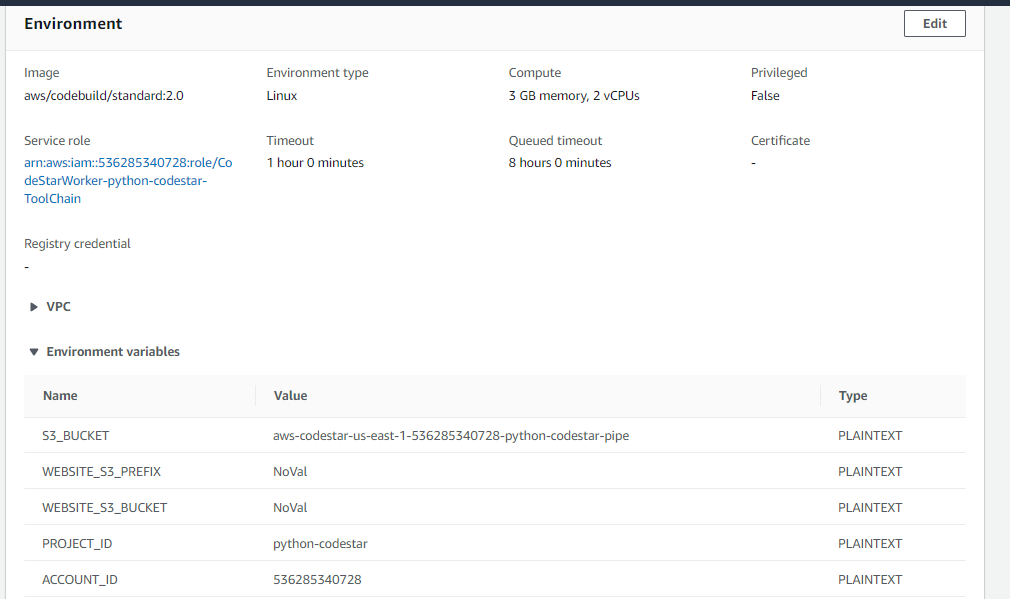 Environment
Edit
Image
Environment type
Compute
Privileged
aws/codebuild/standard:2.0
Linux
3 GB memory, 2 vCPUs
False
Service role
Timeout
Queued timeout
Certificate
arn:aws:iam::536285340728:role/Co
deStarWorker-python-codestar-
ToolChain
1 hour 0 minutes
8 hours 0 minutes
-
Registry credential
-
VPC
Environment variables
Name
Value
Type
S3_BUCKET
aws-codestar-us-east-1-536285340728-python-codestar-pipe
PLAINTEXT
WEBSITE_S3_PREFIX
NoVal
PLAINTEXT
WEBSITE_S3_BUCKET
NoVal
PLAINTEXT
PROJECT_ID
python-codestar
PLAINTEXT
ACCOUNT_ID
536285340728
PLAINTEXT